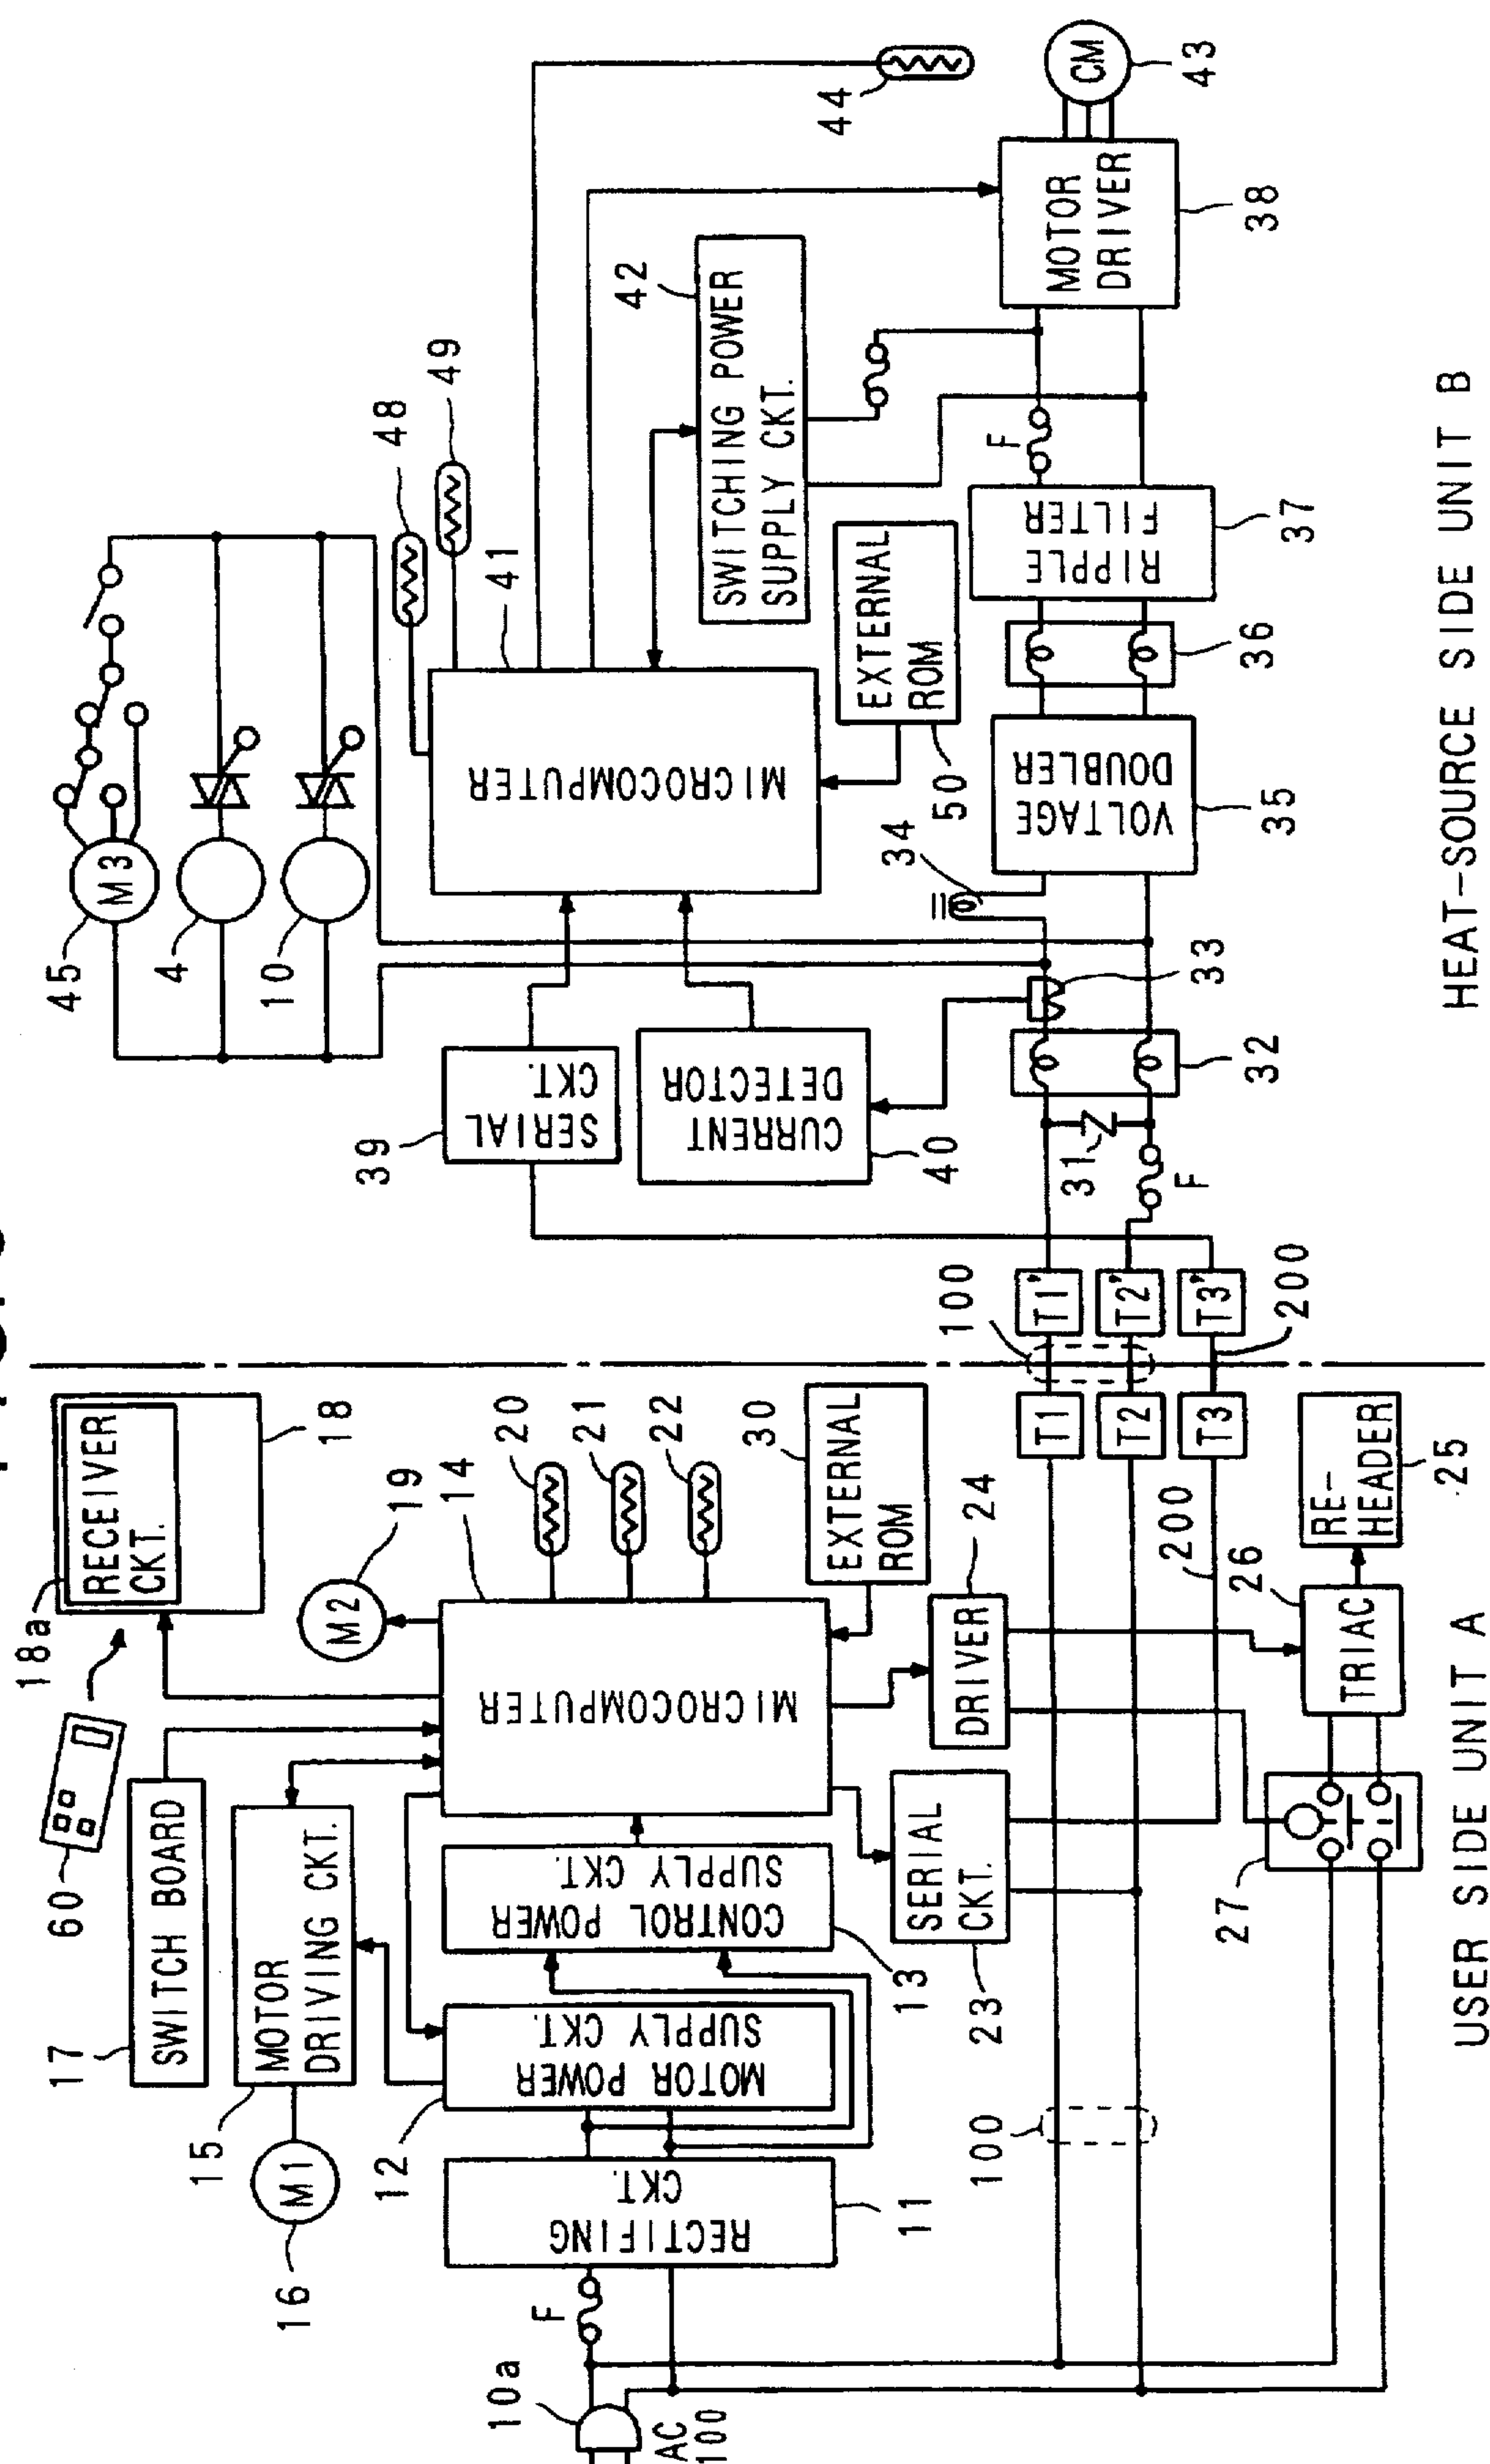 18a
RECEIVER
CKT.
18
60
17
SWITCH BOARD
15
MOTOR
DRIVING CKT.
M1
16
M2
19
14
MICROCOMPUTER
20
21
22
30
EXTERNAL
ROM
12
MOTOR POWER
SUPPLY CKT.
CONTROL POWER
SUPPLY CKT.
13
RECTIFYING
CKT.
11
F
10a
AC
100
SERIAL
CKT.
23
DRIVER
24
100
200
T1
T2
T3
TRIAC
26
RE-
HEADER
25
27
USER SIDE UNIT A
100
T1'
T2'
T3'
200
45
M3
4
10
48
49
41
MICROCOMPUTER
39
SERIAL
CKT.
CURRENT
DETECTOR
40
42
SWITCHING POWER
SUPPLY CKT.
EXTERNAL
ROM
50
44
31
F
32
33
34
VOLTAGE
DOUBLER
35
36
RIPPLE
FILTER
37
F
MOTOR
DRIVER
38
CM
43
HEAT-SOURCE SIDE UNIT B